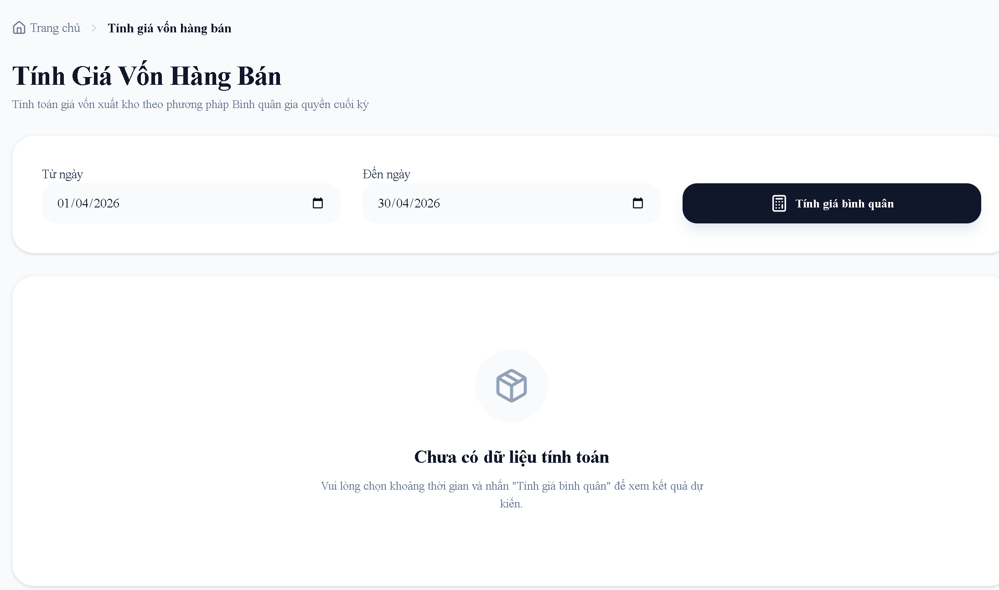 Trang chủ > Tính giá vốn hàng bán
Tính Giá Vốn Hàng Bán
Tính toán giá vốn xuất kho theo phương pháp Bình quân gia quyền cuối kỳ
Từ ngày
Đến ngày
01/04/2026
30/04/2026
Tính giá bình quân
Chưa có dữ liệu tính toán
Vui lòng chọn khoảng thời gian và nhấn "Tính giá bình quân" để xem kết quả dự
kiến.